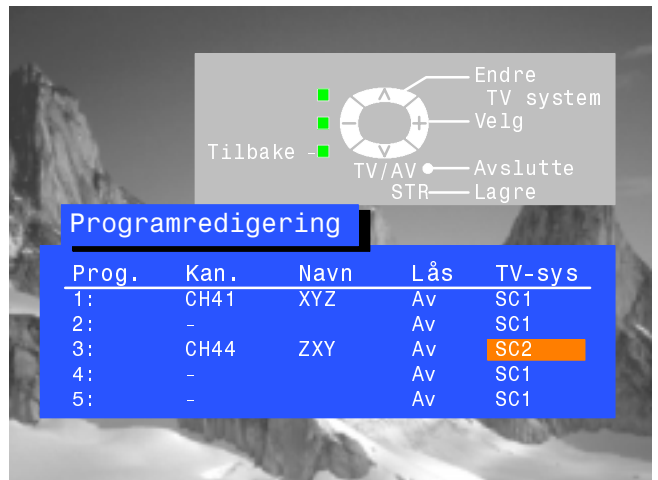 Endre
TV system
Velg
Tilbake
TV/AV
Avslutte
STR
Lagre
Programredigering
Prog. Kan. Navn Lås TV-sys
1: CH41 XYZ Av SC1
2: - Av SC1
3: CH44 ZXY Av SC2
4: - Av SC1
5: - Av SC1